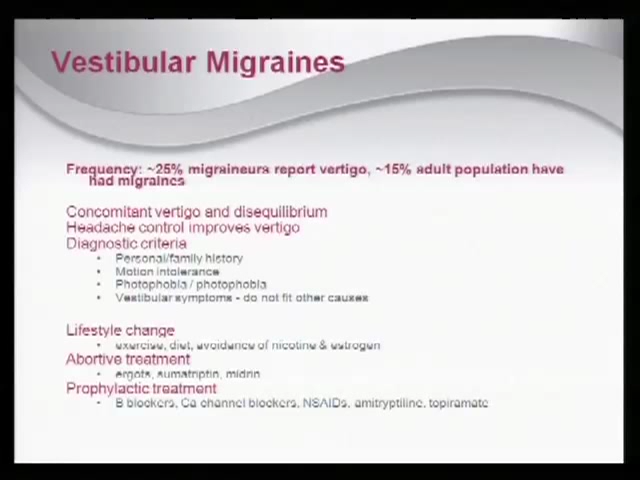 Vestibular Migraines
Frequency: ~25% migraineurs report vertigo, ~15% adult population have
had migraines
Concomitant vertigo and disequilibrium
Headache control improves vertigo
Diagnostic criteria
• Personal/family history
• Motion intolerance
• Photophobia / photophobia
• Vestibular symptoms - do not fit other causes
Lifestyle change
• exercise, diet, avoidance of nicotine & estrogen
Abortive treatment
• ergots, sumatriptin, midrin
Prophylactic treatment
• B blockers, Ca channel blockers, NSAIDs, amitryptiline, topiramate